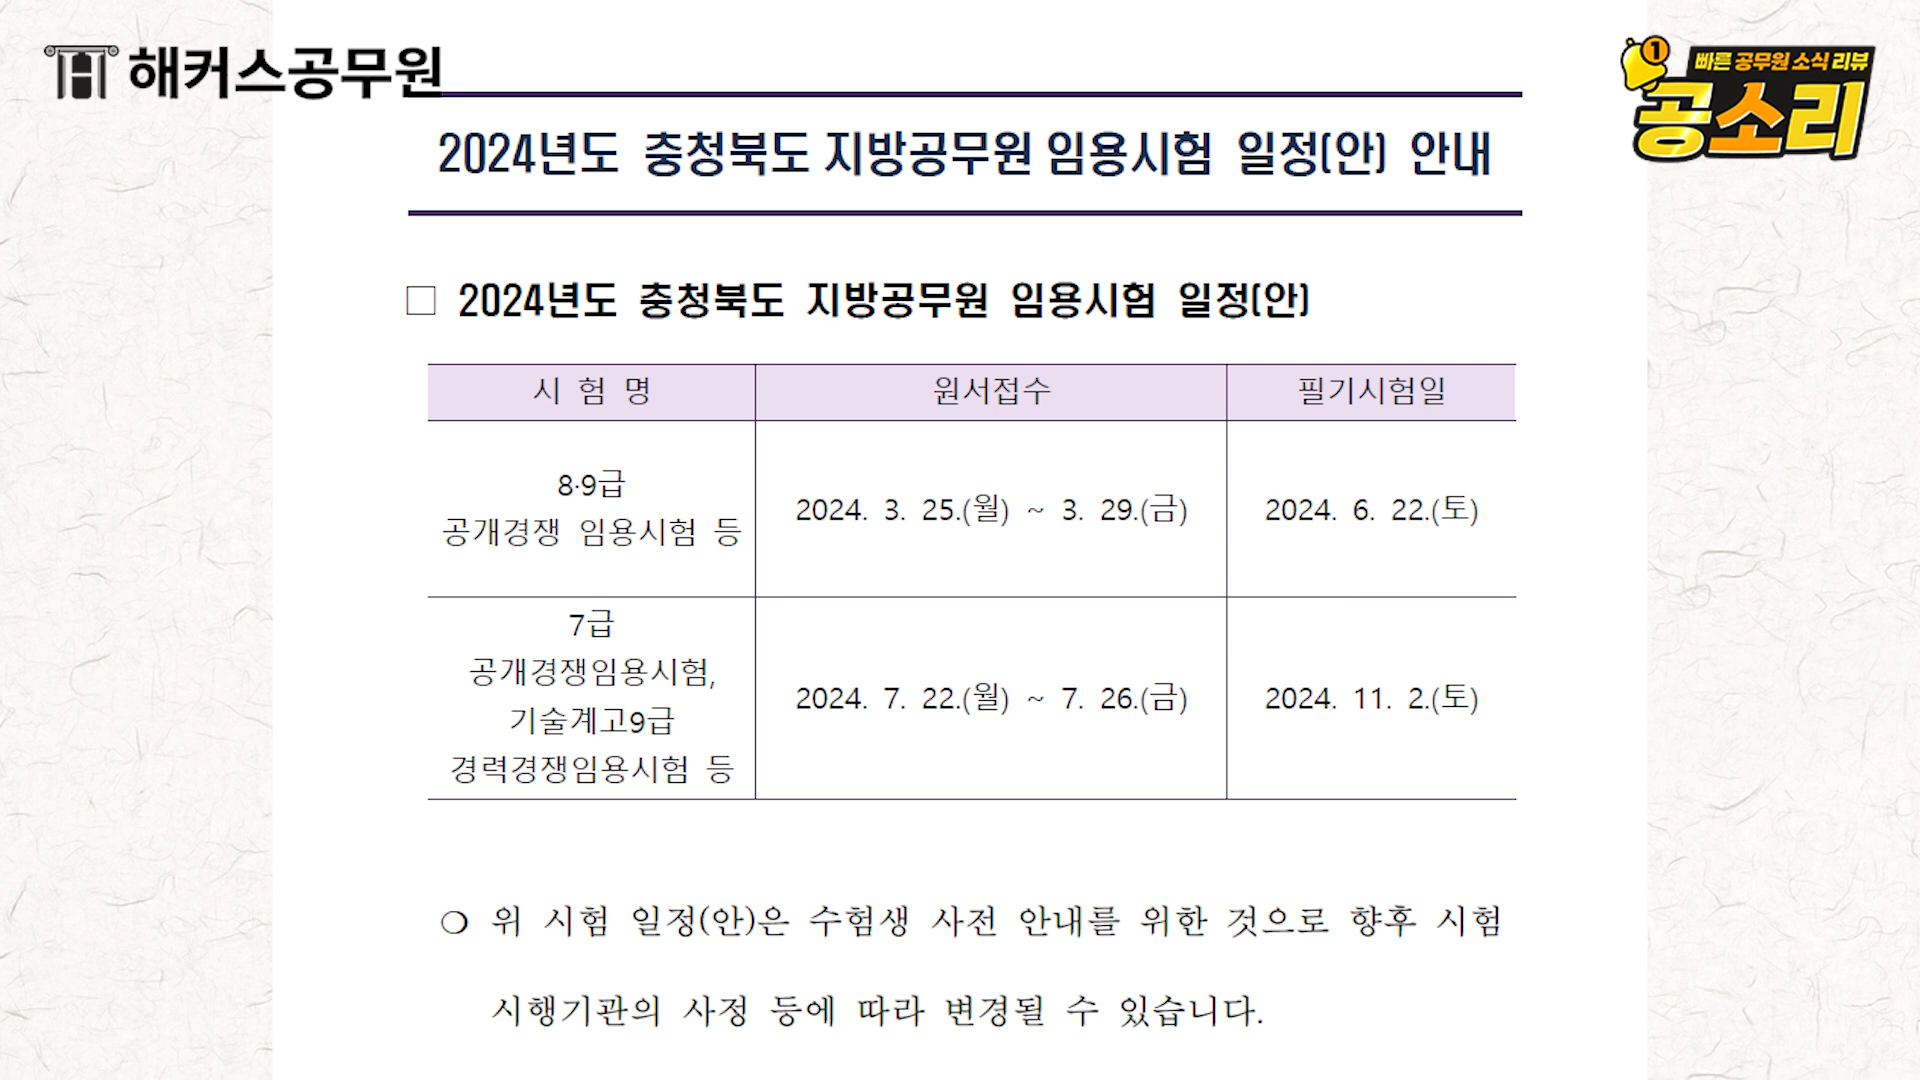 해커스공무원
1
빠른 공무원 소식 리뷰
공소리
2024년도 충청북도 지방공무원 임용시험 일정(안) 안내
□ 2024년도 충청북도 지방공무원 임용시험 일정(안)
시 험 명
원서접수
필기시험일
8·9급
공개경쟁 임용시험 등
2024. 3. 25.(월) ~ 3. 29.(금)
2024. 6. 22.(토)
7급
공개경쟁임용시험,
기술계고9급
경력경쟁임용시험 등
2024. 7. 22.(월) ~ 7. 26.(금)
2024. 11. 2.(토)
❍ 위 시험 일정(안)은 수험생 사전 안내를 위한 것으로 향후 시험
시행기관의 사정 등에 따라 변경될 수 있습니다.